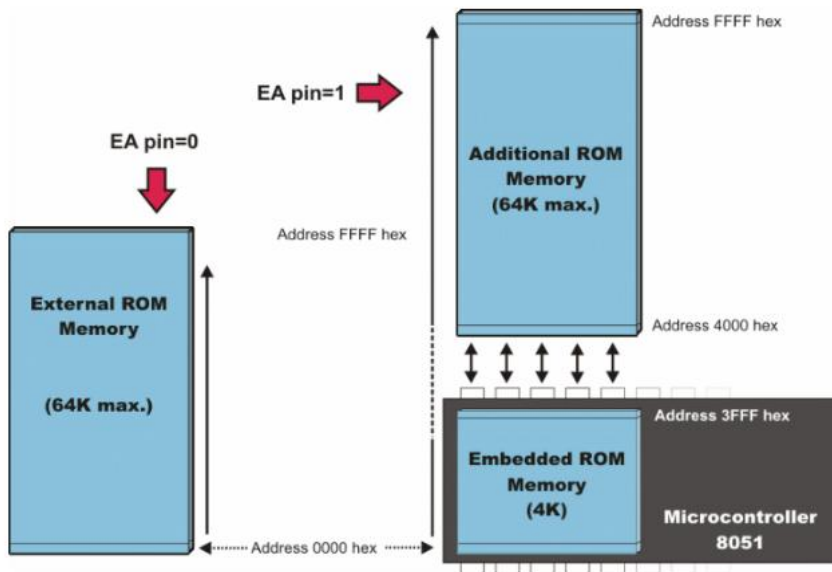 Address FFFF hex
EA pin=1
EA pin=0
Additional ROM
Memory
(64K max.)
Address FFFF hex
External ROM
Memory
(64K max.)
Address 4000 hex
Address 3FFF hex
Embedded ROM
Memory
(4K)
Microcontroller
8051
Address 0000 hex